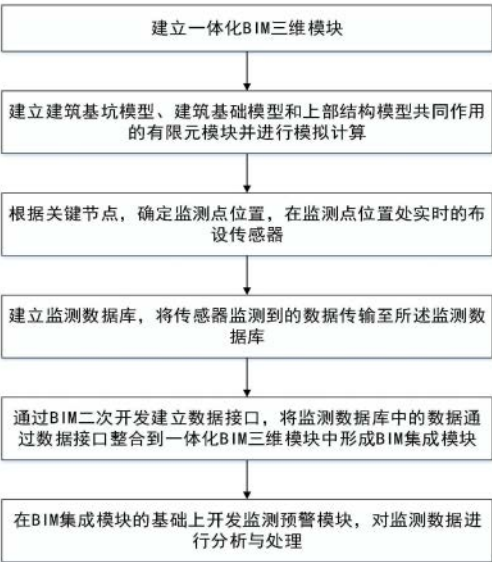 建立一体化BIM三维模块
建立建筑基坑模型、建筑基础模型和上部结构模型共同作用
的有限元模块并进行模拟计算
根据关键节点，确定监测点位置，在监测点位置处实时的布
设传感器
建立监测数据库，将传感器监测到的数据传输至所述监测数
据库
通过BIM二次开发建立数据接口，将监测数据库中的数据通
过数据接口整合到一体化BIM三维模块中形成BIM集成模块
在BIM集成模块的基础上开发监测预警模块，对监测数据进
行分析与处理